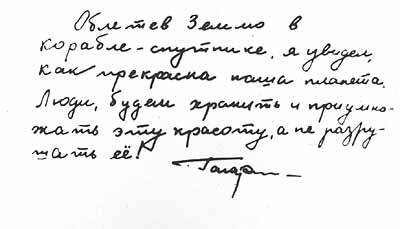 Облетев Землю в
корабле-спутнике, я увидел,
как прекрасна наша планета.
Люди, будем хранить и приумно-
жать эту красоту, а не разру-
шать её!
Гагарин